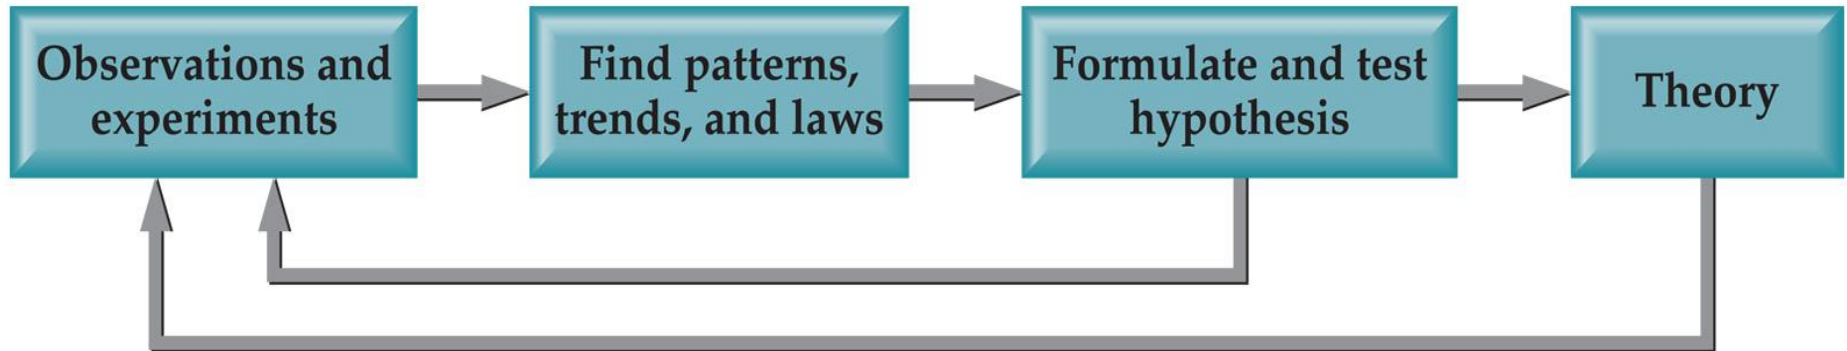 Observations and
experiments
Find patterns,
trends, and laws
Formulate and test
hypothesis
Theory